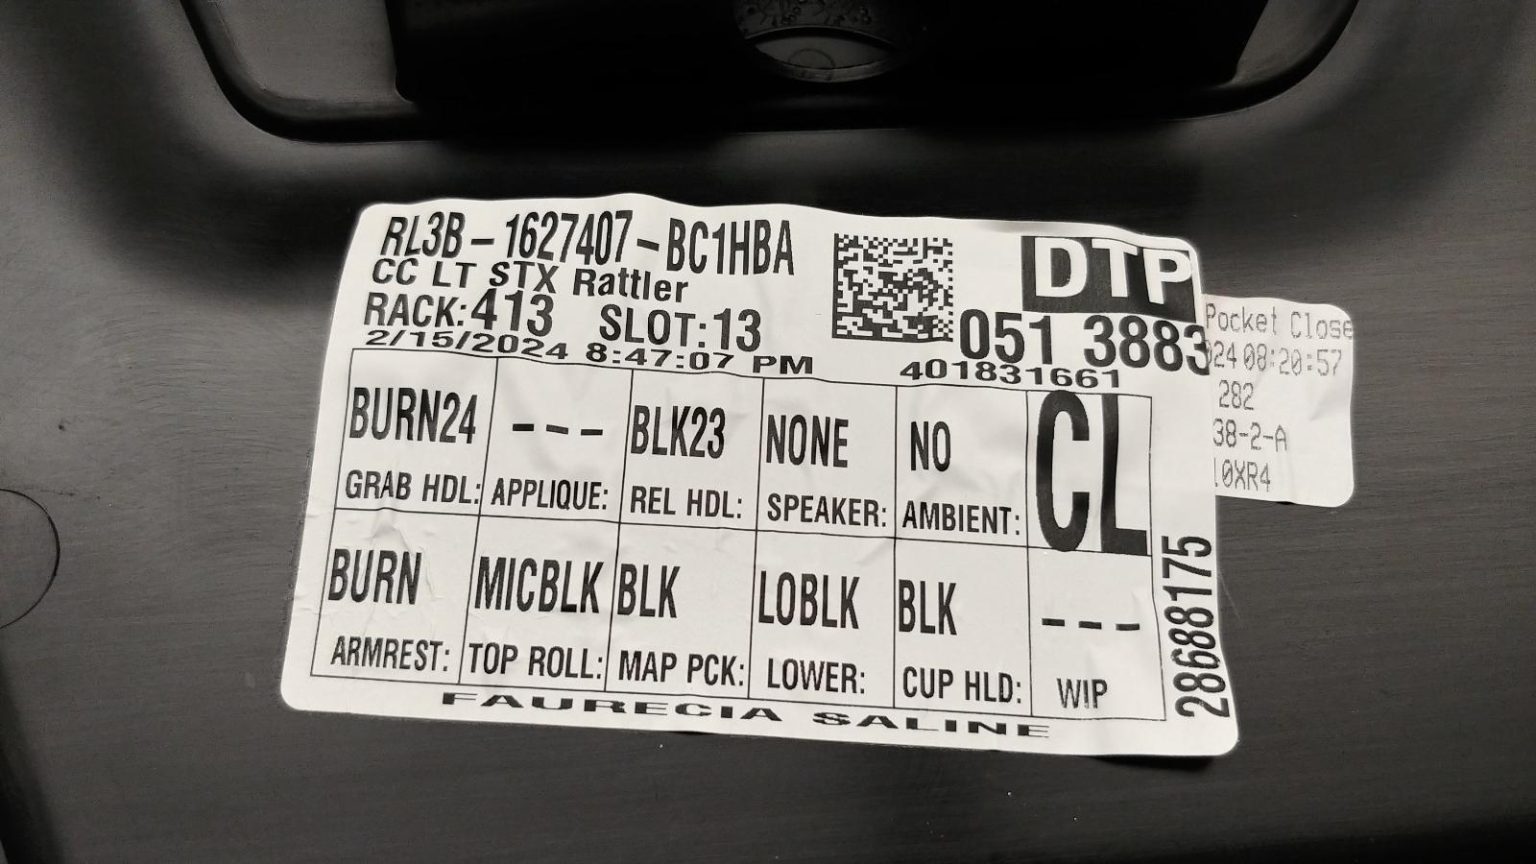 RL3B-1627407-BC1HBA
CC LT STX Rattler
RACK:413 SLOT:13
2/15/2024 8:47:07 PM
DTP
051 3883
401831661
BURN24 --- BLK23 NONE NO CL
GRAB HDL: APPLIQUE: REL HDL: SPEAKER: AMBIENT:
BURN MICBLK BLK LOBLK BLK ---
ARMREST: TOP ROLL: MAP PCK: LOWER: CUP HLD: WIP
FAURECIA SALINE
28688175
Pocket Close
024 08:20:57
282
38-2-A
10XR4